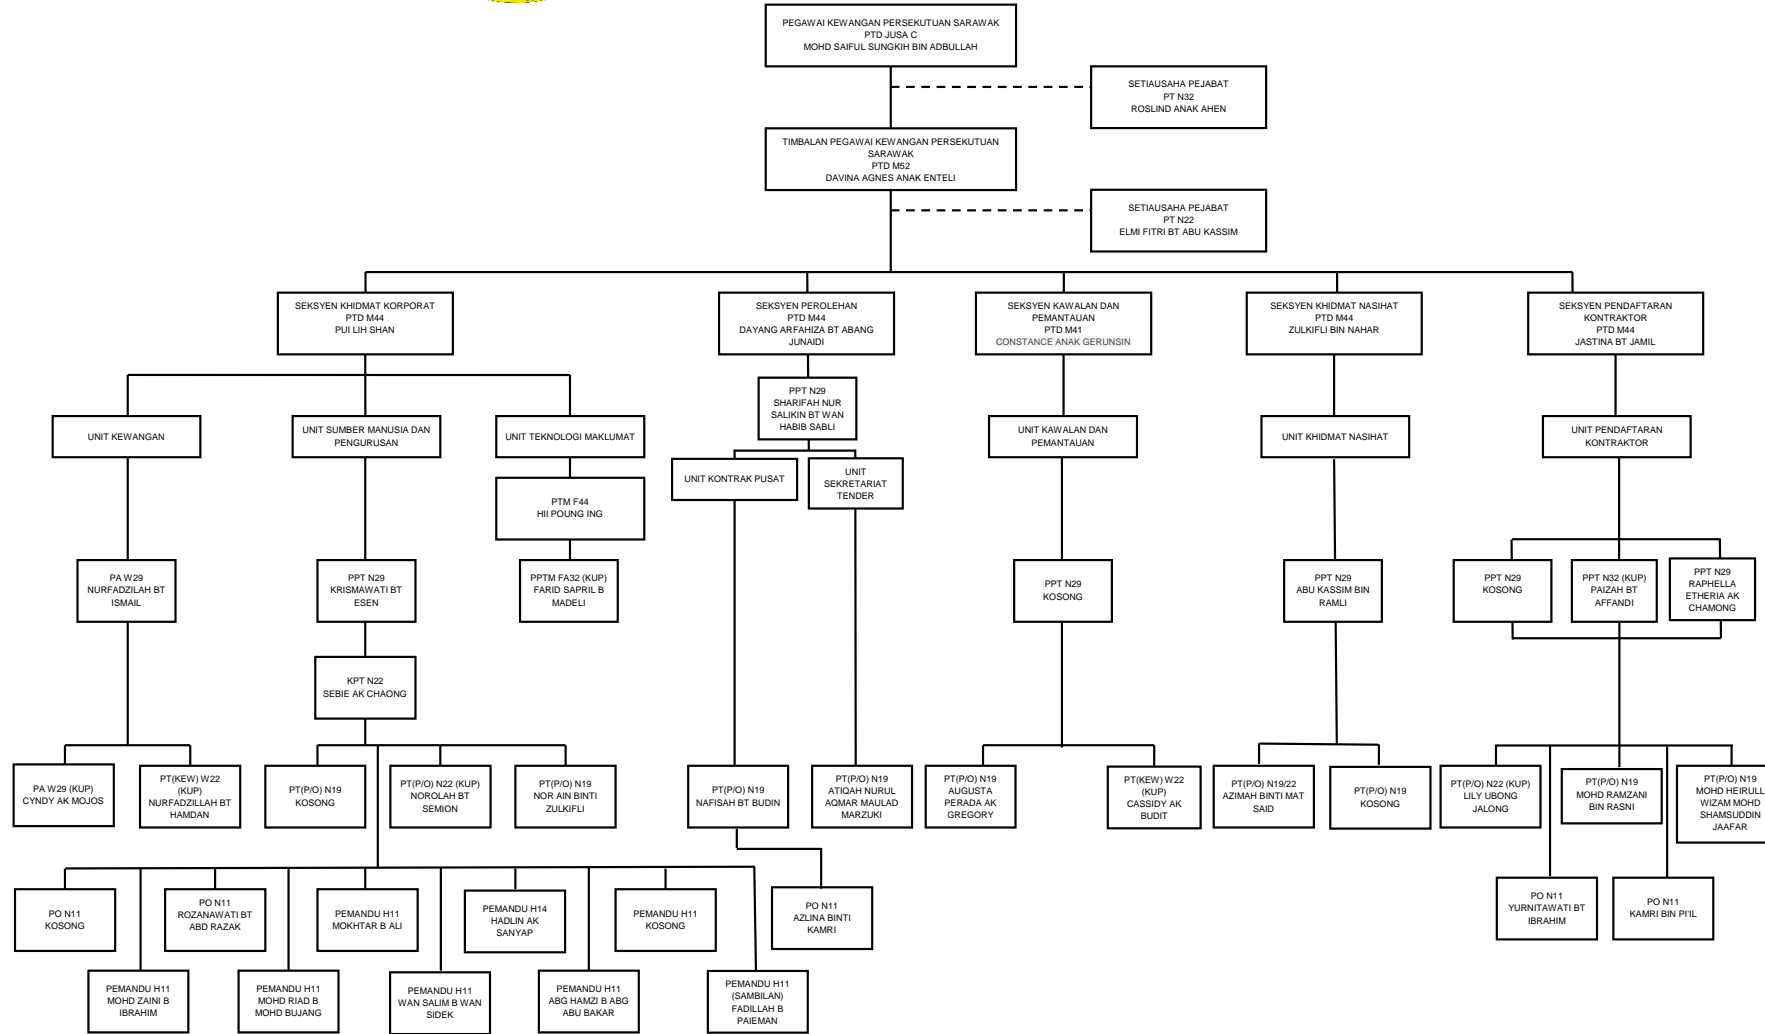 PEGAWAI KEWANGAN PERSEKUTUAN SARAWAK
PTD JUSA C
MOHD SAIFUL SUNGKIH BIN ADBULLAH
SETIAUSAHA PEJABAT
PT N32
ROSLIND ANAK AHEN
TIMBALAN PEGAWAI KEWANGAN PERSEKUTUAN
SARAWAK
PTD M52
DAVINA AGNES ANAK ENTELI
SETIAUSAHA PEJABAT
PT N22
ELMI FITRI BT ABU KASSIM
SEKSYEN KHIDMAT KORPORAT
PTD M44
PUI LIH SHAN
SEKSYEN PEROLEHAN
PTD M44
DAYANG ARFAHIZA BT ABANG
JUNAIDI
SEKSYEN KAWALAN DAN
PEMANTAUAN
PTD M41
CONSTANCE ANAK GERUNSIN
SEKSYEN KHIDMAT NASIHAT
PTD M44
ZULKIFLI BIN NAHAR
SEKSYEN PENDAFTARAN
KONTRAKTOR
PTD M44
JASTINA BT JAMIL
PPT N29
SHARIFAH NUR
SALIKIN BT WAN
HABIB SABLI
UNIT KEWANGAN
UNIT SUMBER MANUSIA DAN
PENGURUSAN
UNIT TEKNOLOGI MAKLUMAT
UNIT KAWALAN DAN
PEMANTAUAN
UNIT KHIDMAT NASIHAT
UNIT PENDAFTARAN
KONTRAKTOR
UNIT KONTRAK PUSAT
UNIT
SEKRETARIAT
TENDER
PTM F44
HII POUNG ING
PA W29
NURFADZILAH BT
ISMAIL
PPT N29
KRISMAWATI BT
ESEN
PPTM FA32 (KUP)
FARID SAPRIL B
MADELI
PPT N29
KOSONG
PPT N29
ABU KASSIM BIN
RAMLI
PPT N29
KOSONG
PPT N32 (KUP)
PAIZAH BT
AFFANDI
PPT N29
RAPHELLA
ETHERIA AK
CHAMONG
KPT N22
SEBIE AK CHAONG
PA W29 (KUP)
CYNDY AK MOJOS
PT(KEW) W22
(KUP)
NURFADZILLAH BT
HAMDAN
PT(P/O) N19
KOSONG
PT(P/O) N22 (KUP)
NOROLAH BT
SEMION
PT(P/O) N19
NOR AIN BINTI
ZULKIFLI
PT(P/O) N19
NAFISAH BT BUDIN
PT(P/O) N19
ATIQAH NURUL
AQMAR MAULAD
MARZUKI
PT(P/O) N19
AUGUSTA
PERADA AK
GREGORY
PT(KEW) W22
(KUP)
CASSIDY AK
BUDIT
PT(P/O) N19/22
AZIMAH BINTI MAT
SAID
PT(P/O) N19
KOSONG
PT(P/O) N22 (KUP)
LILY UBONG
JALONG
PT(P/O) N19
MOHD RAMZANI
BIN RASNI
PT(P/O) N19
MOHD HEIRULL
WIZAM MOHD
SHAMSUDDIN
JAAFAR
PO N11
KOSONG
PO N11
ROZANAWATI BT
ABD RAZAK
PEMANDU H11
MOKHTAR B ALI
PEMANDU H14
HADLIN AK
SANYAP
PEMANDU H11
KOSONG
PO N11
AZLINA BINTI
KAMRI
PO N11
YURNITAWATI BT
IBRAHIM
PO N11
KAMRI BIN PI'IL
PEMANDU H11
MOHD ZAINI B
IBRAHIM
PEMANDU H11
MOHD RIAD B
MOHD BUJANG
PEMANDU H11
WAN SALIM B WAN
SIDEK
PEMANDU H11
ABG HAMZI B ABG
ABU BAKAR
PEMANDU H11
(SAMBILAN)
FADILLAH B
PAIEMAN